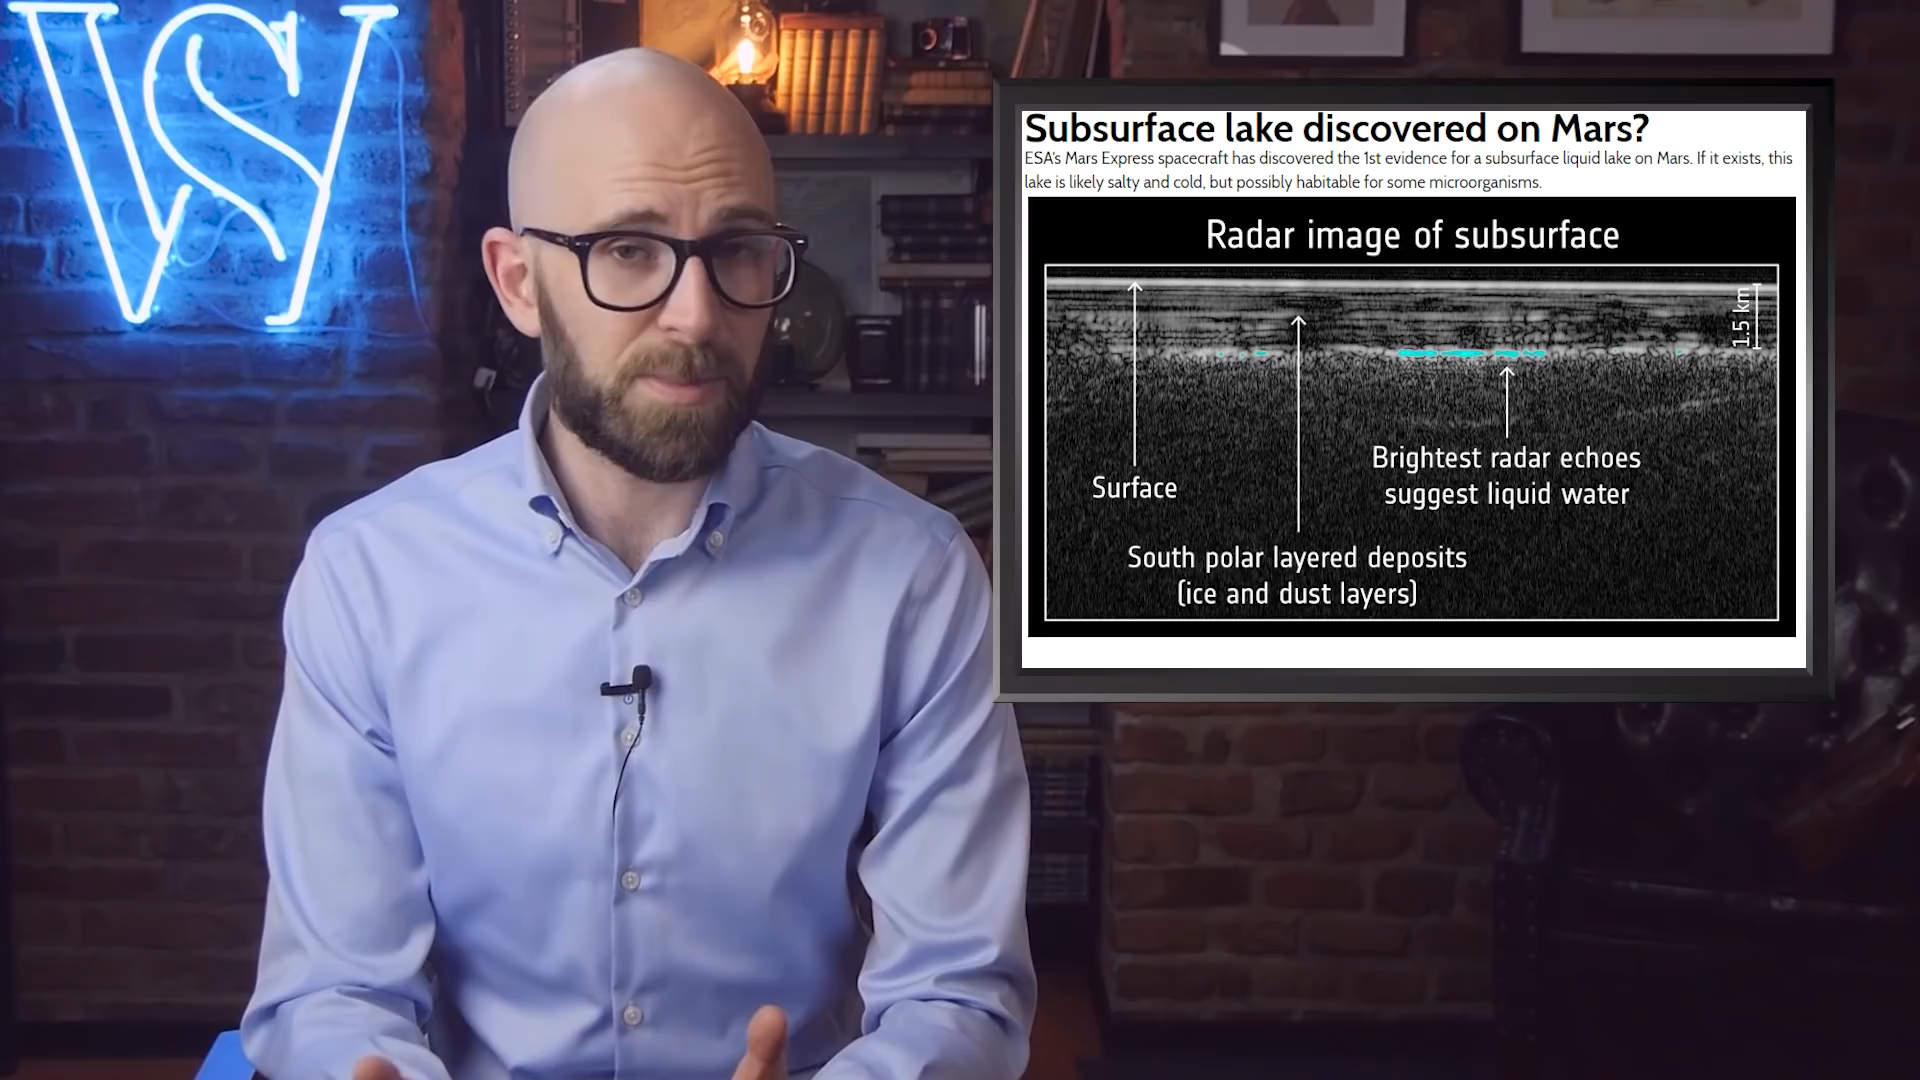 WS
Subsurface lake discovered on Mars?
ESA's Mars Express spacecraft has discovered the 1st evidence for a subsurface liquid lake on Mars. If it exists, this
lake is likely salty and cold, but possibly habitable for some microorganisms.
Radar image of subsurface
1.5 km
Surface
Brightest radar echoes
suggest liquid water
South polar layered deposits
(ice and dust layers)